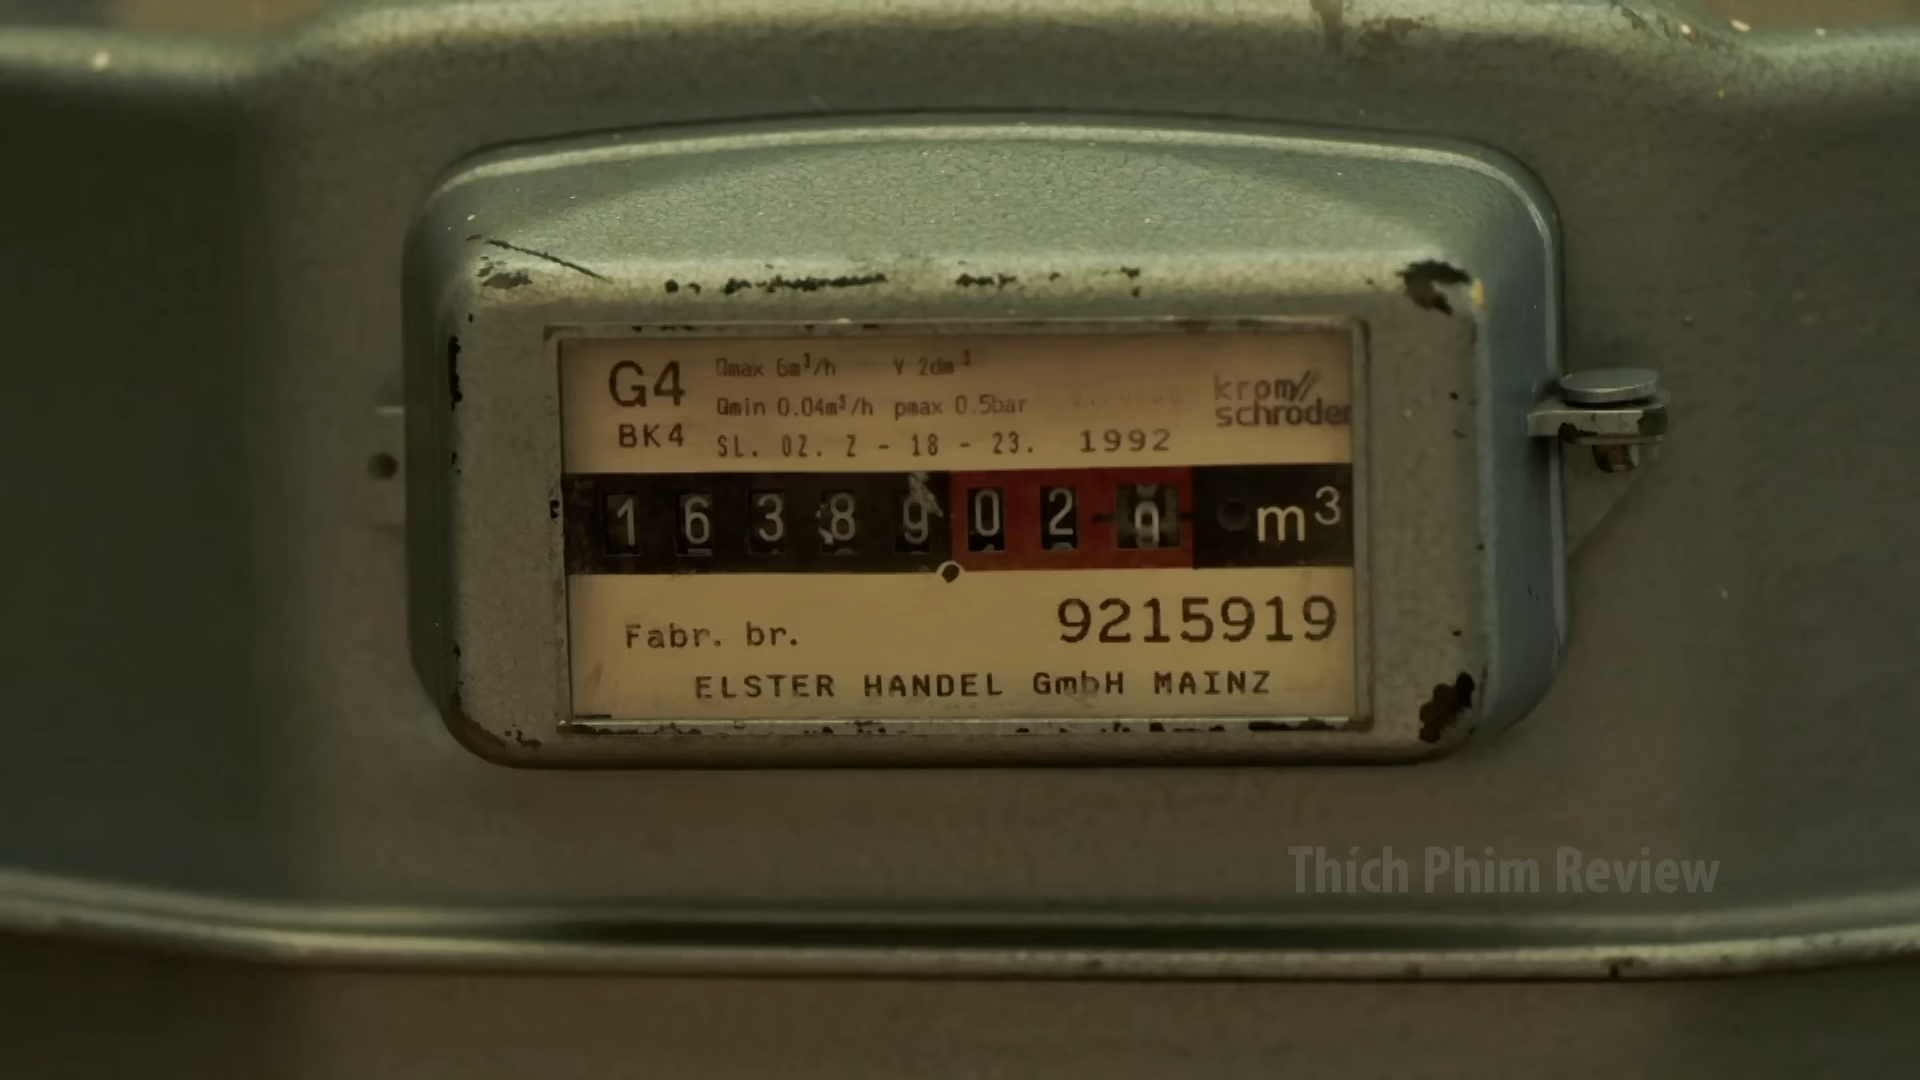 G4
Qmax 6m³/h V 2dm³
Qmin 0.04m³/h pmax 0.5bar
krom//
schroder
BK4
SL. OZ. Z - 18 - 23. 1992
1 6 3 8 9 0 2 9 m³
Fabr. br.
9215919
ELSTER HANDEL GmbH MAINZ
Thích Phim Review